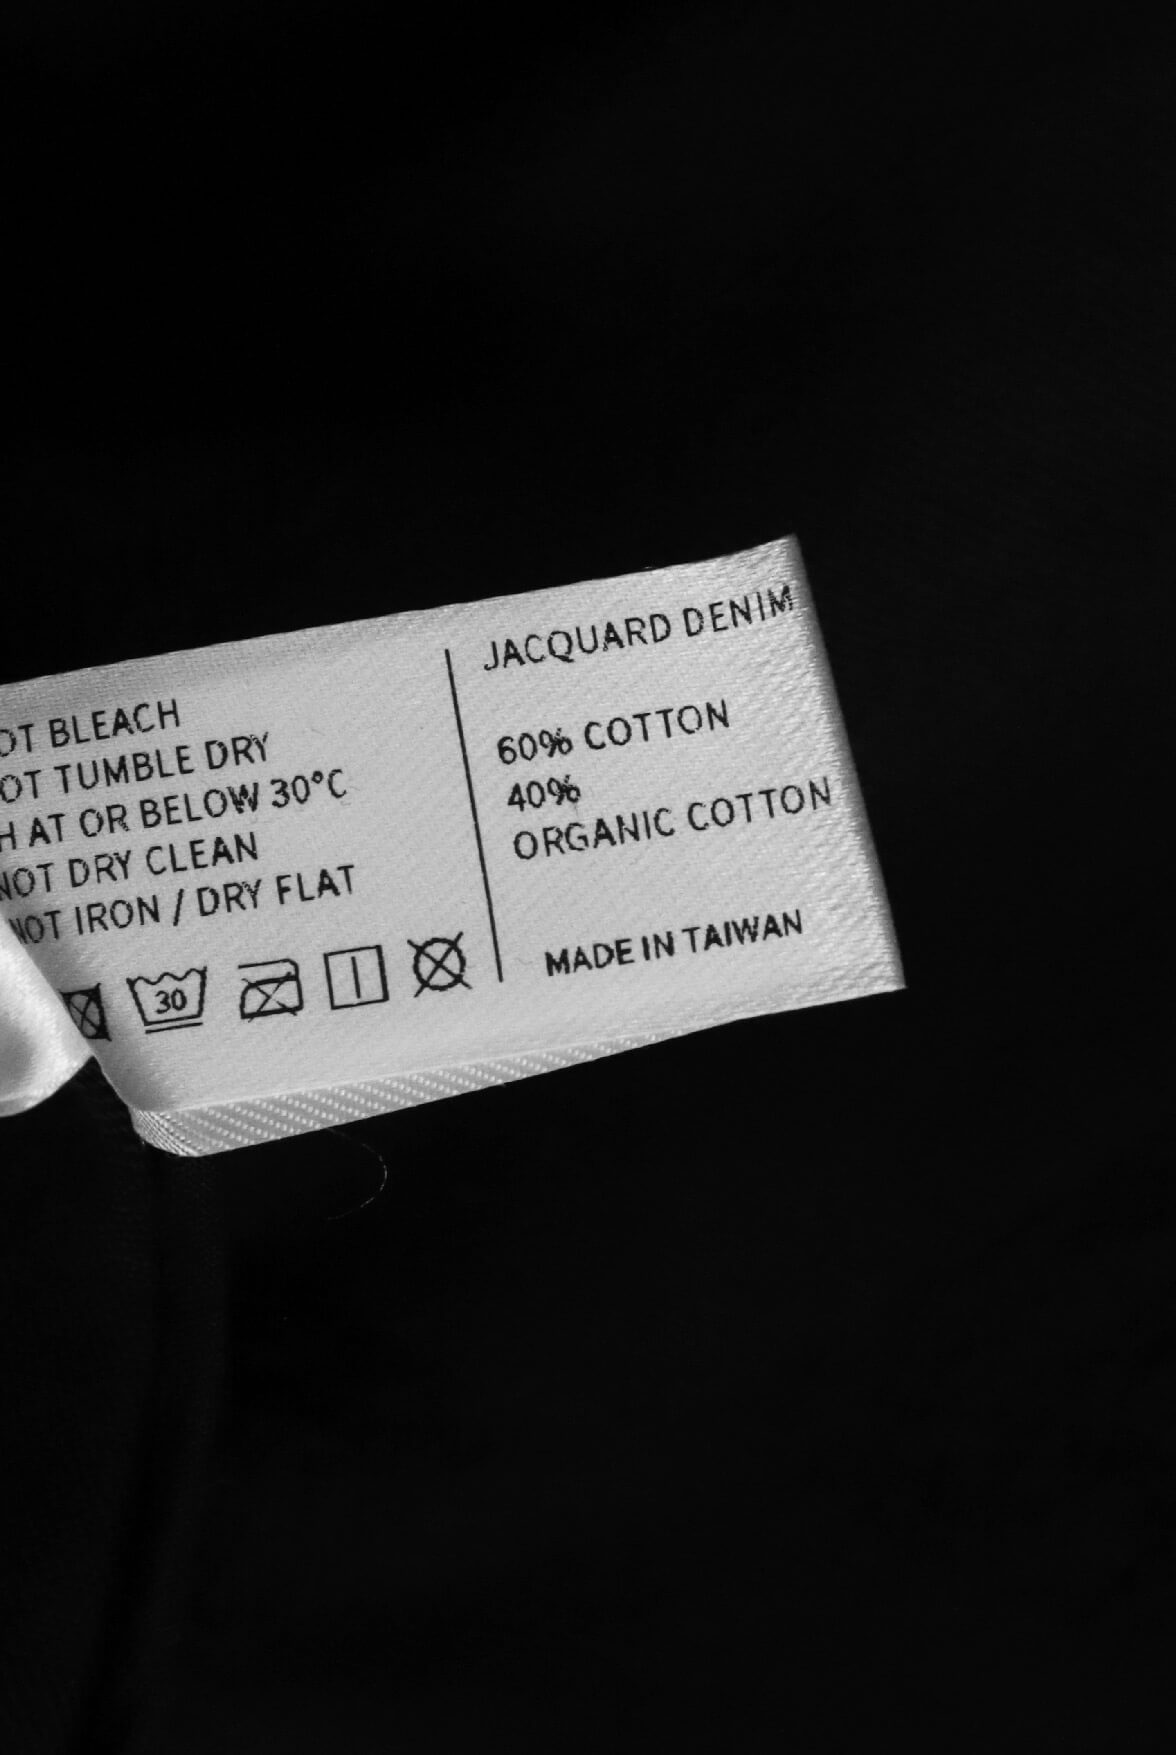 OT BLEACH
OT TUMBLE DRY
H AT OR BELOW 30°C
NOT DRY CLEAN
NOT IRON / DRY FLAT
30
JACQUARD DENIM
60% COTTON
40%
ORGANIC COTTON
MADE IN TAIWAN